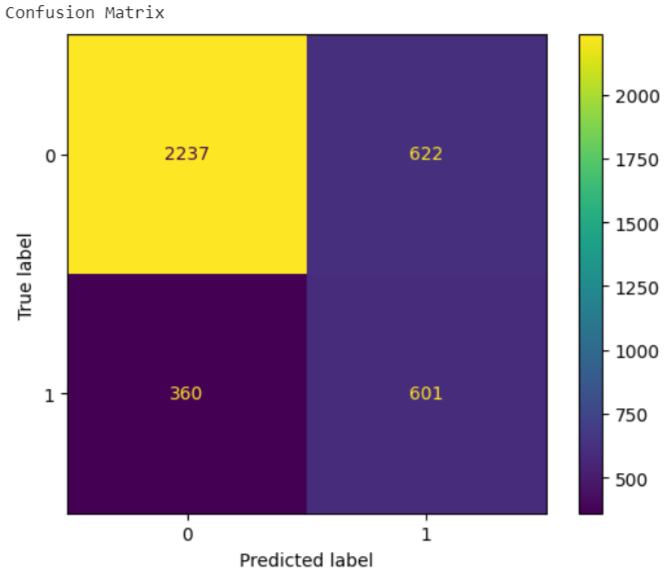 Confusion Matrix
2000
0 2237 622
1750
1500
True label
1250
1000
1 360 601
750
500
0 1
Predicted label